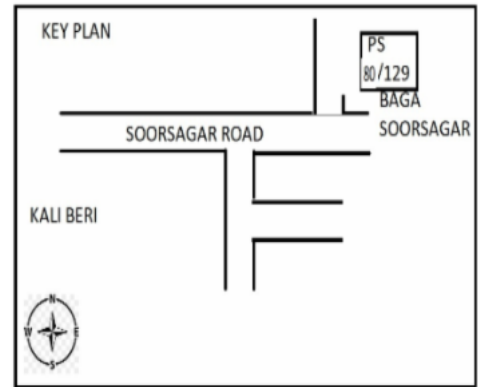 KEY PLAN
PS
80/129
BAGA
SOORSAGAR
SOORSAGAR ROAD
KALI BERI
N
W E
S